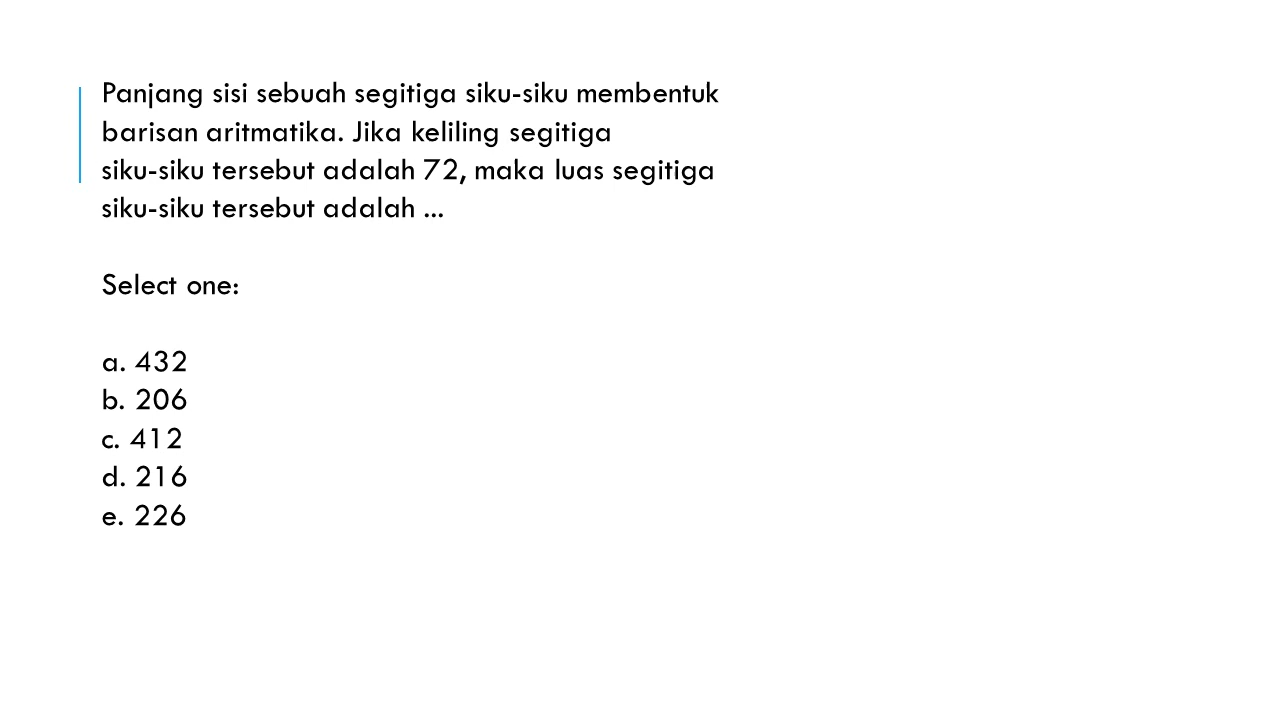 Panjang sisi sebuah segitiga siku-siku membentuk
barisan aritmatika. Jika keliling segitiga
siku-siku tersebut adalah 72, maka luas segitiga
siku-siku tersebut adalah ...
Select one:
a. 432
b. 206
c. 412
d. 216
e. 226